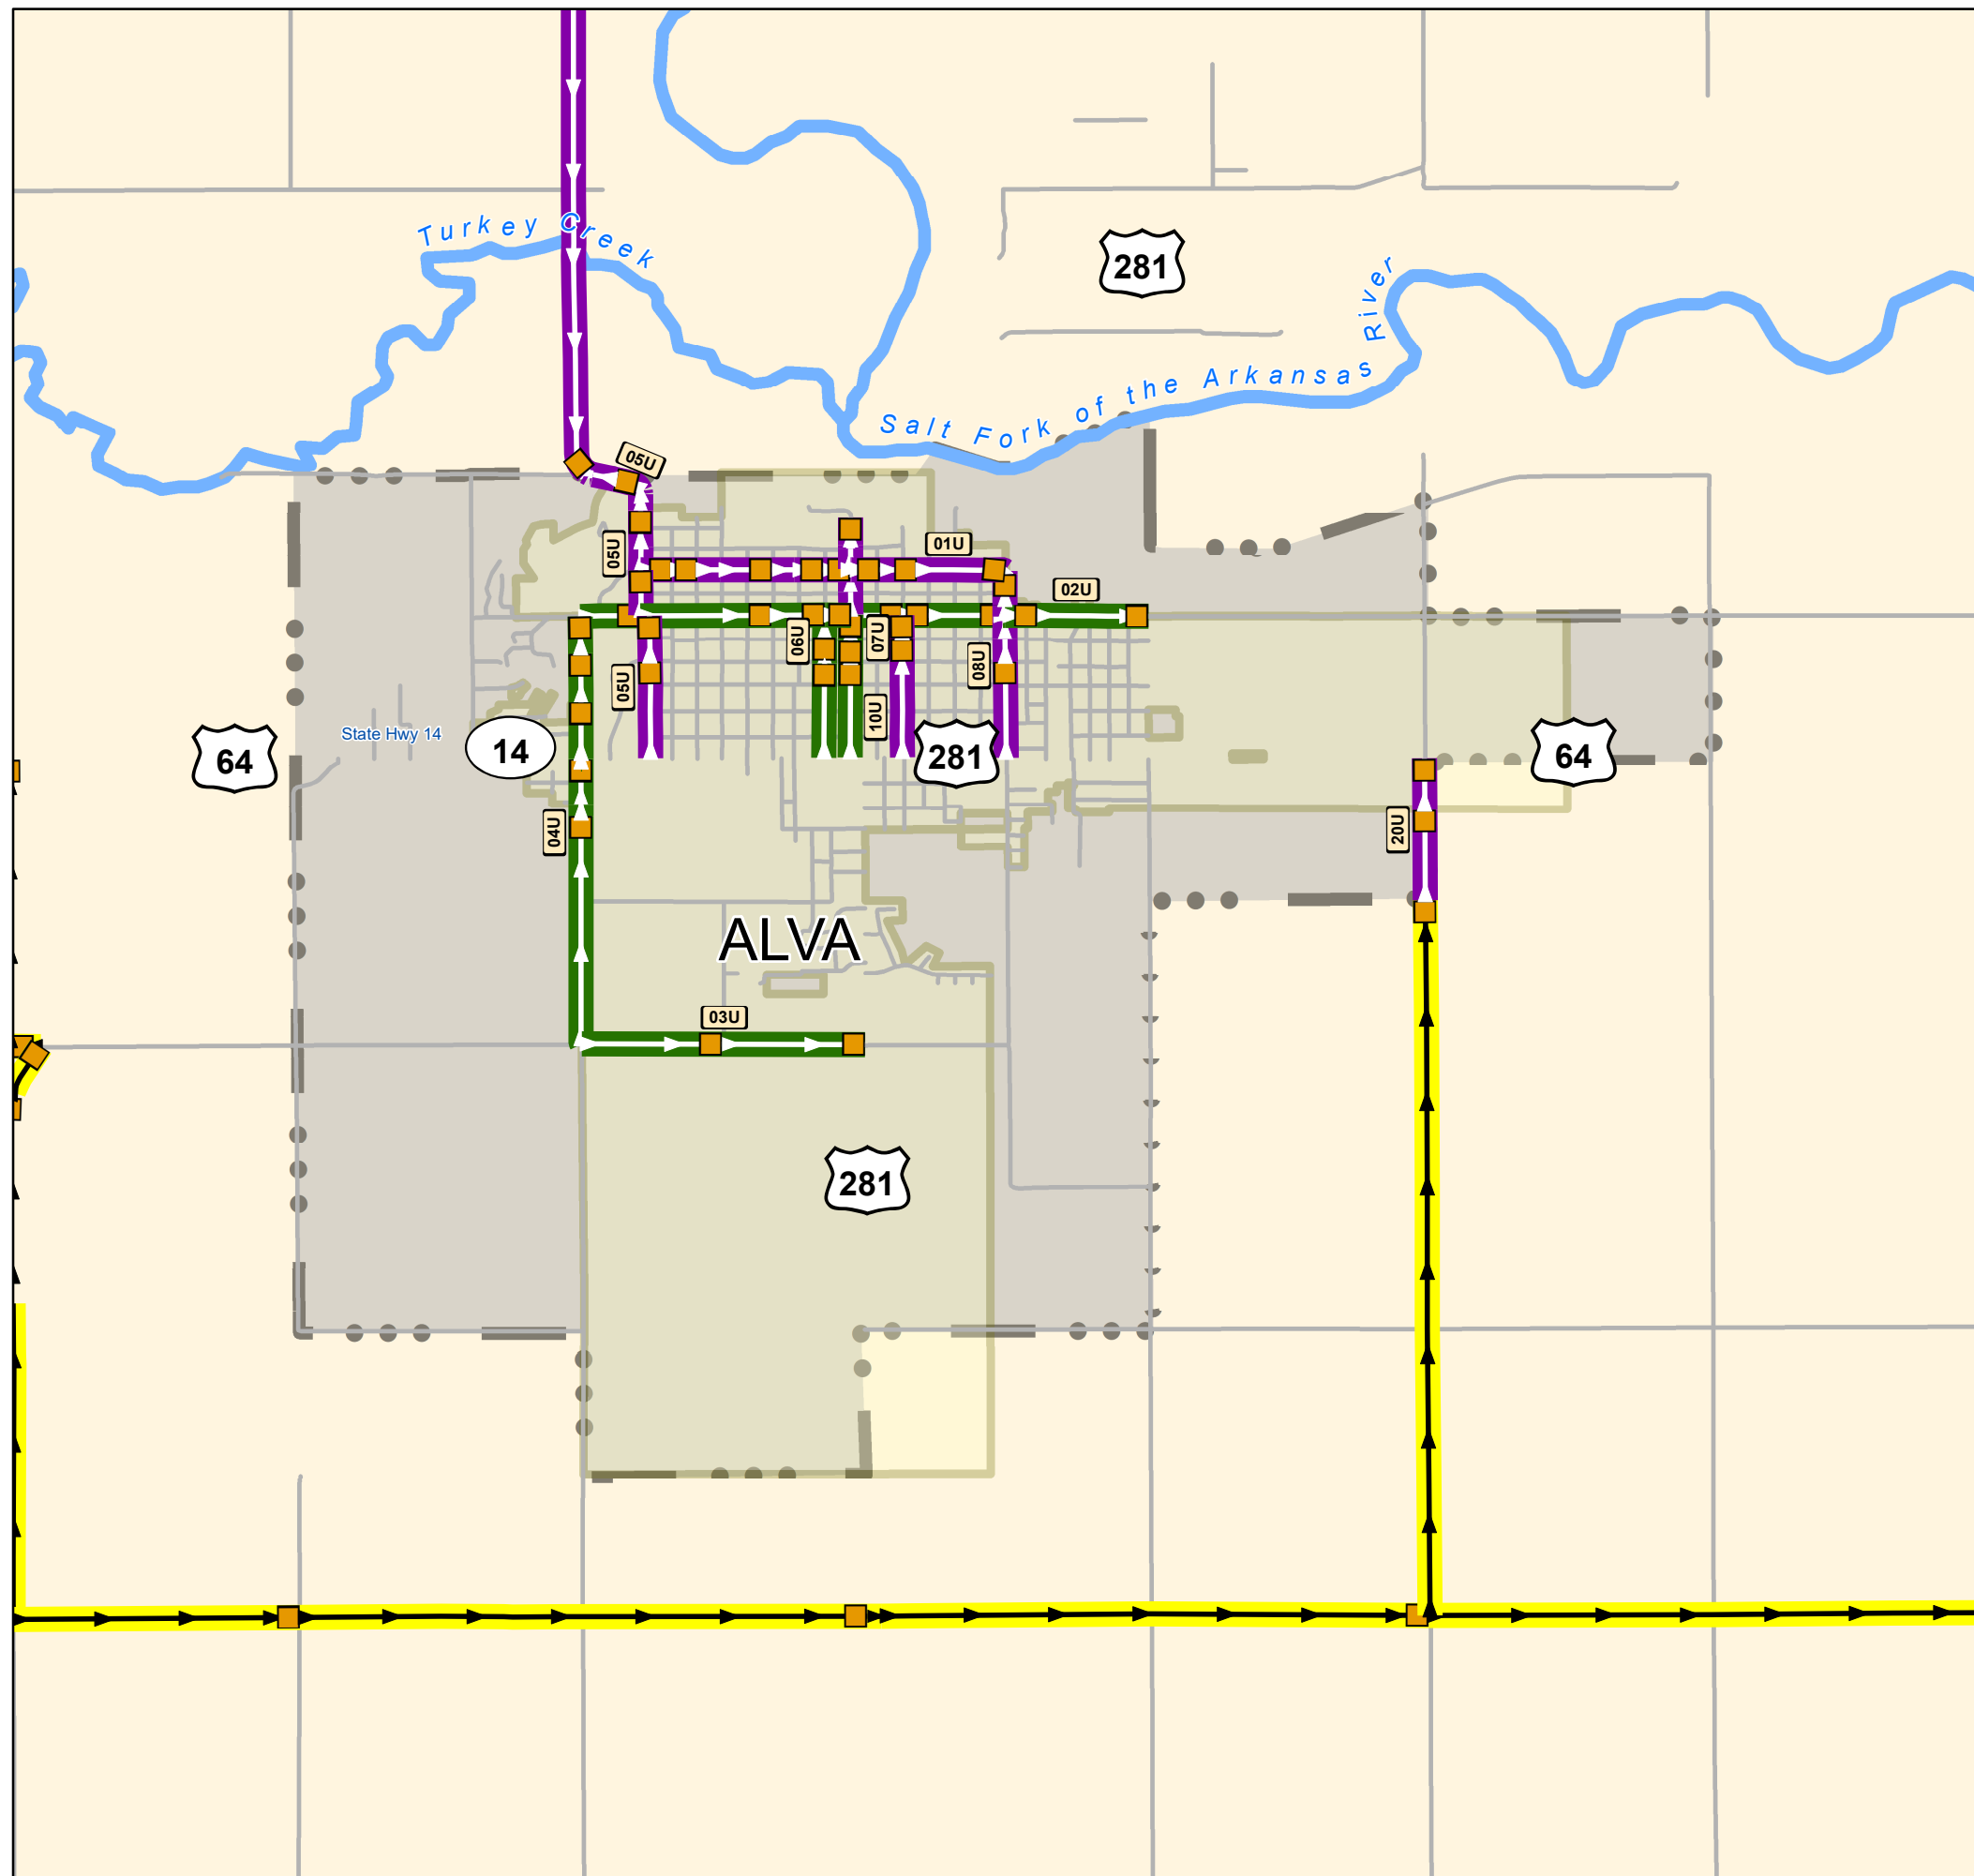 Turkey Creek
281
Salt Fork of the Arkansas River
05U
05U
01U
02U
06U
07U
08U
05U
10U
State Hwy 14
14
64
281
64
04U
20U
ALVA
03U
281